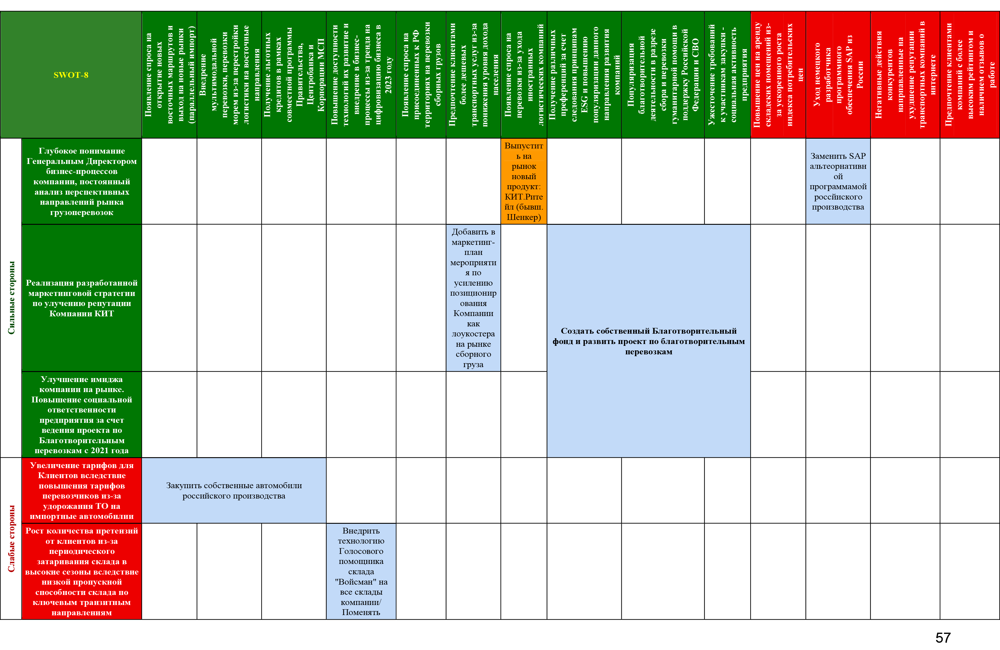 SWOT-8
Появление спроса на
открытие новых
восточных маршрутов и
выход на новые рынки
(параллельный импорт)
Внедрение
мультимодальной
перевозки, перевозки
морем из-за перестройки
логистики на восточные
направления
Получение льготных
кредитов в рамках
совместной программы
Правительства,
Центробанка и
Корпорации МСП
Повышение доступности
технологий их развитие и
внедрение в бизнес-
процессы из-за тренда на
цифровизацию бизнеса в
2023 году
Появление спроса на
присоединенных к РФ
территориях на перевозки
сборных грузов
Предпочтение клиентами
более дешевых
транспортных услуг из-за
понижения уровня дохода
населения
Появление спроса на
перевозки из-за ухода
иностранных
логистических компаний
Получение различных
преференций за счет
следования принципам
ESG и повышению
популяризации данного
направления развития
компаний
Популяризация
благотворительной
деятельности в разрезе
сбора и перевозки
гуманитарной помощи в
поддержку Российской
Федерации и СВО
Ужесточение требований
к участникам закупки -
социальная активность
предприятия
Повышение цен на аренду
складских помещений из-
за ускоренного роста
индекса потребительских
цен
Уход немецкого
разработчика
программного
обеспечения SAP из
России
Негативные действия
конкурентов
напрпавленные на
ухудшение репутации
транспортных компаний в
интернете
Предпочтение клиентами
компаний с более
высоким рейтингом и
наличием отзывов о
работе
Сильные стороны
Глубокое понимание
Генеральным Директором
бизнес-процессов
компании, постоянный
анализ перспективных
направлений рынка
грузоперевозок
Выпустит
ь на
рынок
новый
продукт:
КИТ.Рите
йл (бывш.
Шенкер)
Заменить SAP
альтеорнативн
ой
программамой
россйиского
производства
Реализация разработанной
маркетинговой стратегии
по улучению репутации
Компании КИТ
Добавить в
маркетинг-
план
мероприяти
я по
усилению
позиционир
ования
Компании
как
лоукостера
на рынке
сборного
груза
Создать собственный Благотворительный
фонд и развить проект по благотворительным
перевозкам
Улучшение имиджа
компании на рынке.
Повышение социальной
ответственности
предприятия за счет
ведения проекта по
Благотворительным
перевозкам с 2021 года
Слабые стороны
Увеличение тарифов для
Клиентов вследствие
повышения тарифов
перевозчиков из-за
удорожания ТО на
импортные автомобилии
Закупить собственные автомобили
российского производства
Рост количества претензий
от клиентов из-за
периодического
затаривания склада в
высокие сезоны вследствие
низкой пропускной
способности склада по
ключевым транзитным
направлениям
Внедрить
технологию
Голосового
помощника
склада
"Войсман" на
все склады
компании/
Поменять
57